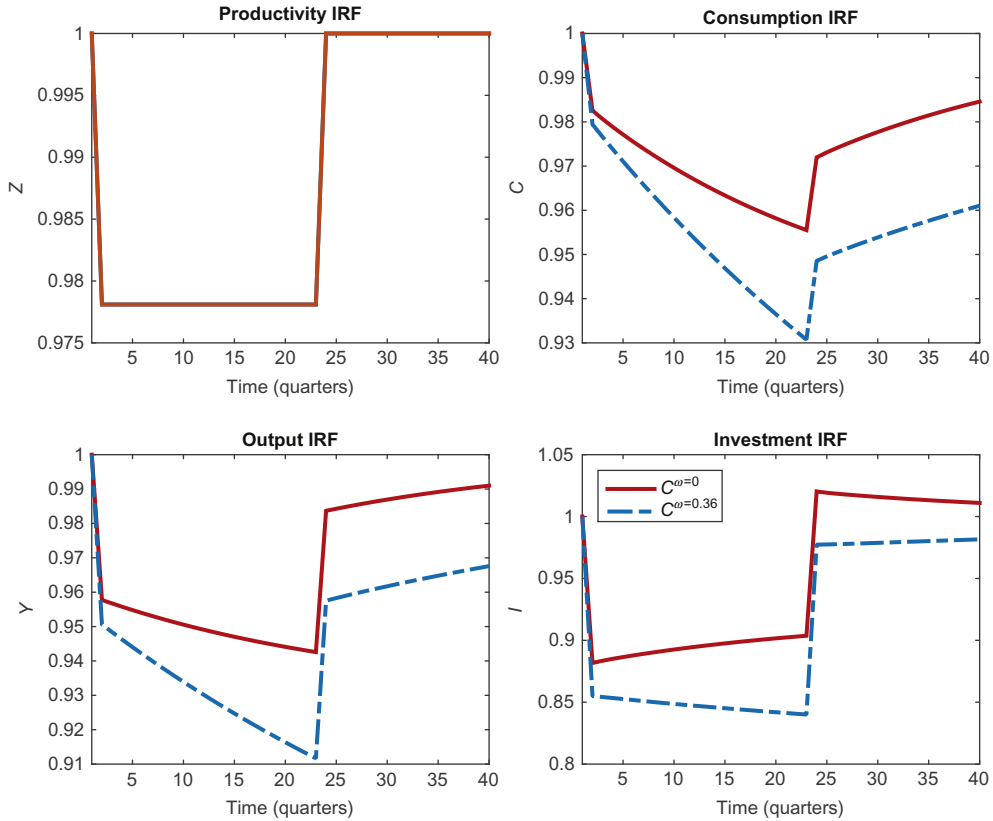 Productivity IRF
1
0.995
0.99
0.985
0.98
0.975
Z
5 10 15 20 25 30 35 40
Time (quarters)
Consumption IRF
1
0.99
0.98
0.97
0.96
0.95
0.94
0.93
C
5 10 15 20 25 30 35 40
Time (quarters)
Output IRF
1
0.99
0.98
0.97
0.96
0.95
0.94
0.93
0.92
0.91
Y
5 10 15 20 25 30 35 40
Time (quarters)
Investment IRF
1.05
1
0.95
0.9
0.85
0.8
I
C^ω=0
C^ω=0.36
5 10 15 20 25 30 35 40
Time (quarters)